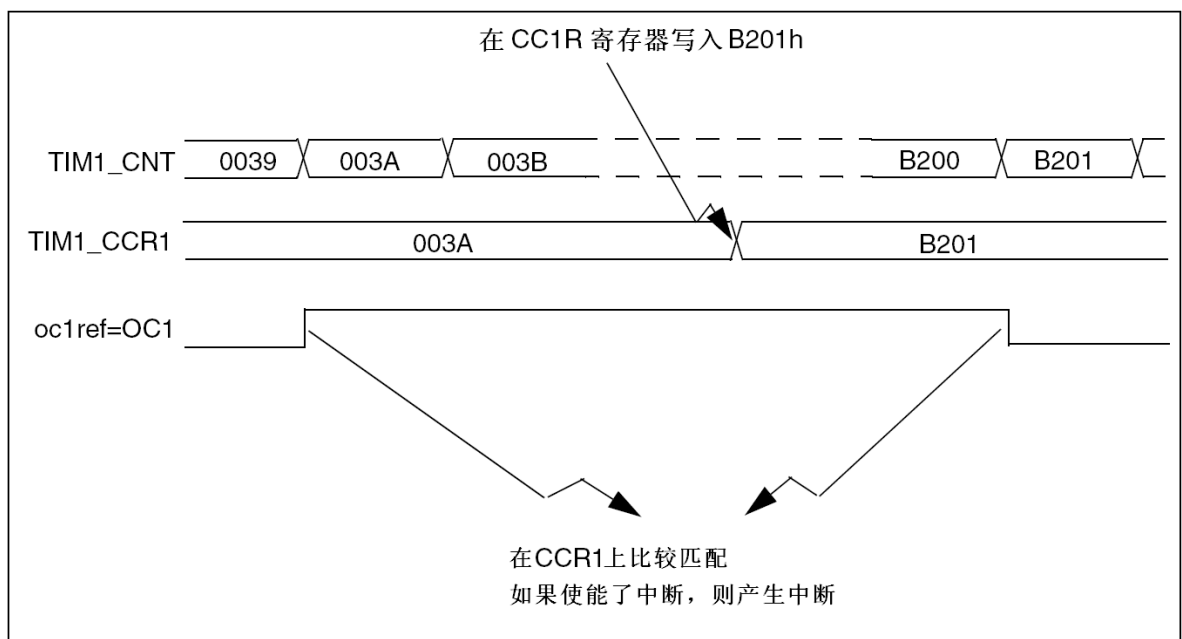 在 CC1R 寄存器写入 B201h
TIM1_CNT 0039 003A 003B B200 B201
TIM1_CCR1 003A B201
oc1ref=OC1
在CCR1上比较匹配
如果使能了中断，则产生中断